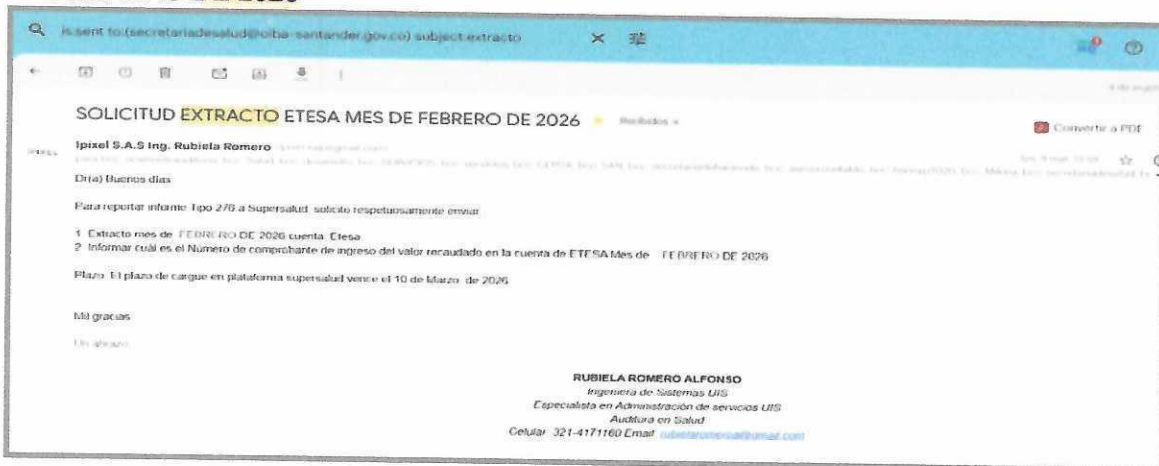 is:sent to:(secretariadesalud@oiba-santander.gov.co) subject:extracto
SOLICITUD EXTRACTO ETESA MES DE FEBRERO DE 2026
Recibidos x
Convertir a PDF
Ipixel S.A.S Ing. Rubiela Romero
Dr(a) Buenos días
Para reportar informe Tipo 276 a Supersalud solicito respetuosamente enviar
1 Extracto mes de FEBRERO DE 2026 cuenta Etesa
2 Informar cuál es el Número de comprobante de ingreso del valor recaudado en la cuenta de ETESA Mes de FEBRERO DE 2026
Plazo El plazo de cargue en plataforma supersalud vence el 10 de Marzo de 2026
Mil gracias
Un abrazo
RUBIELA ROMERO ALFONSO
Ingeniera de Sistemas UIS
Especialista en Administración de servicios UIS
Auditura en Salud
Celular 321-4171160 Email